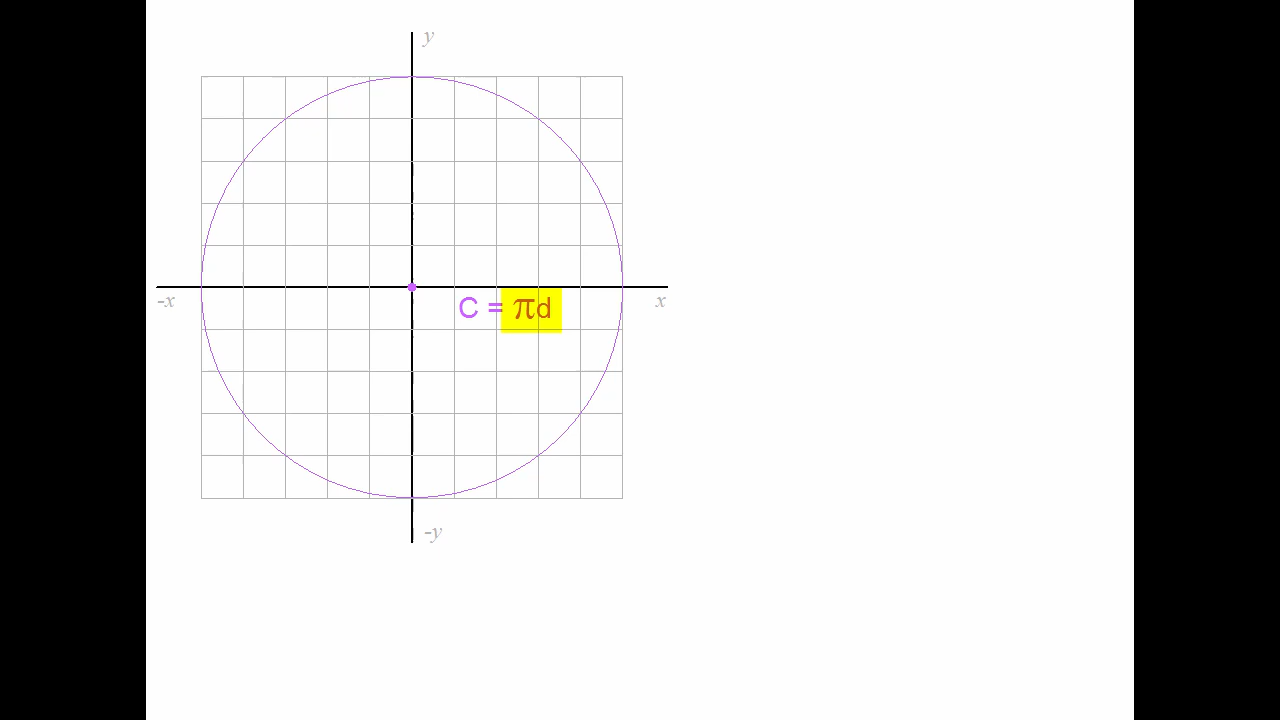 y
-x
x
C = πd
-y